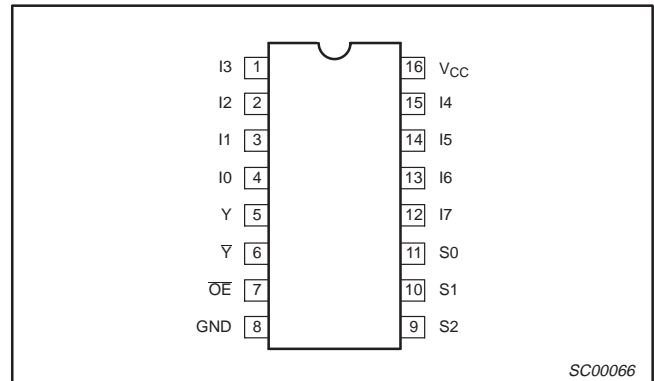 I3 1 16 VCC
I2 2 15 I4
I1 3 14 I5
I0 4 13 I6
Y 5 12 I7
Y̅ 6 11 S0
O̅E̅ 7 10 S1
GND 8 9 S2
SC00066